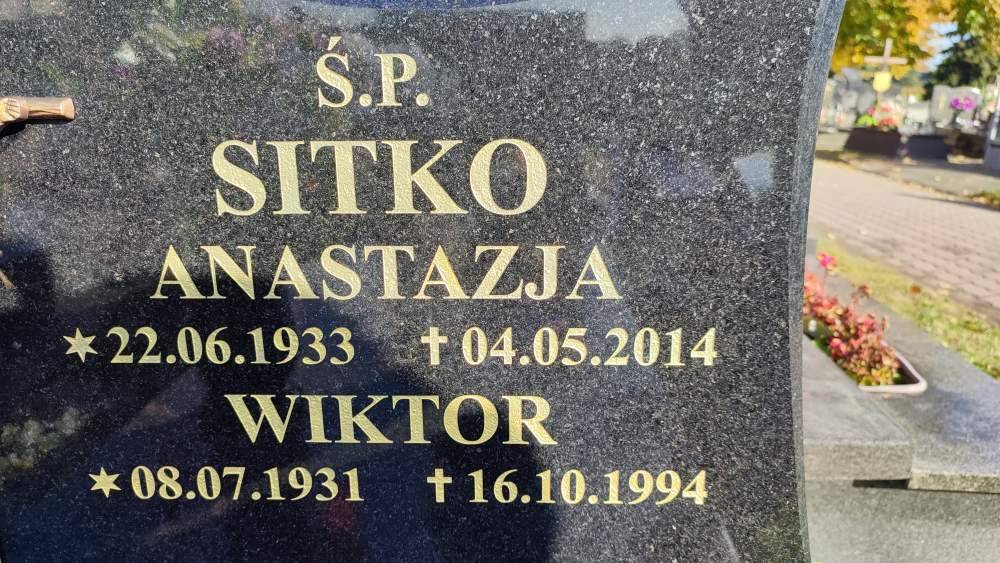 Ś.P.
SITKO
ANASTAZJA
✶22.06.1933 ✝04.05.2014
WIKTOR
✶08.07.1931 ✝16.10.1994